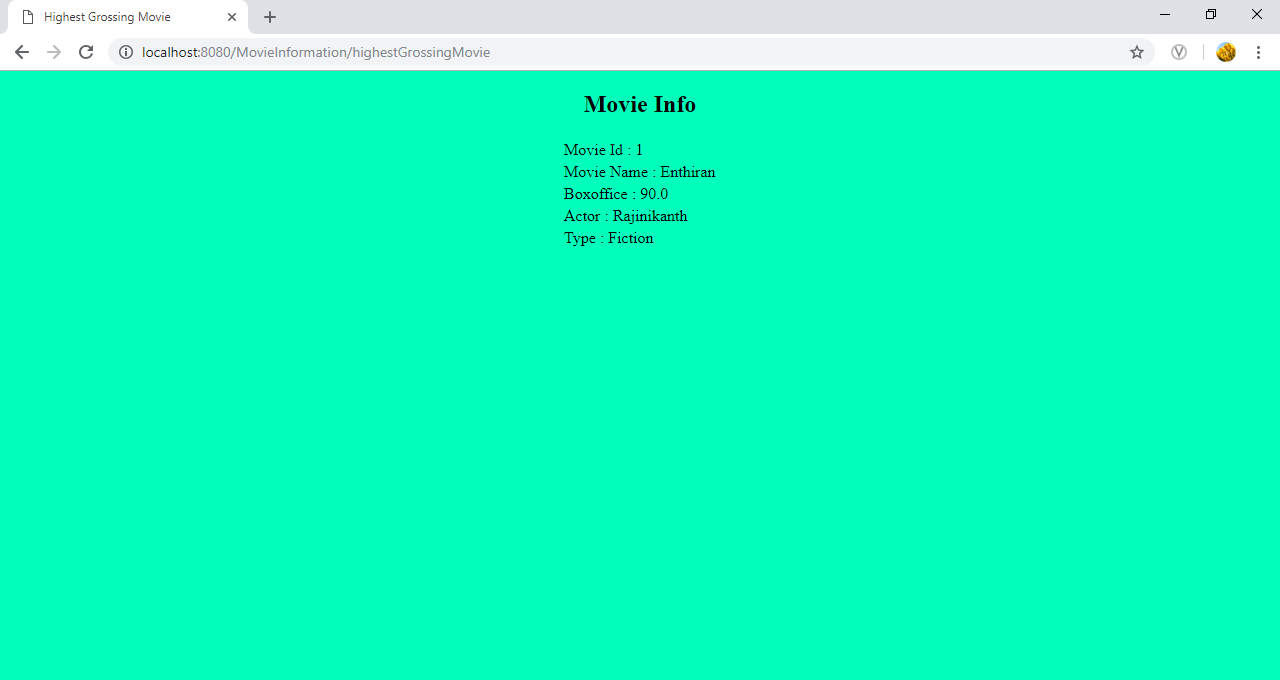 Highest Grossing Movie
localhost:8080/MovieInformation/highestGrossingMovie
Movie Info
Movie Id : 1
Movie Name : Enthiran
Boxoffice : 90.0
Actor : Rajinikanth
Type : Fiction